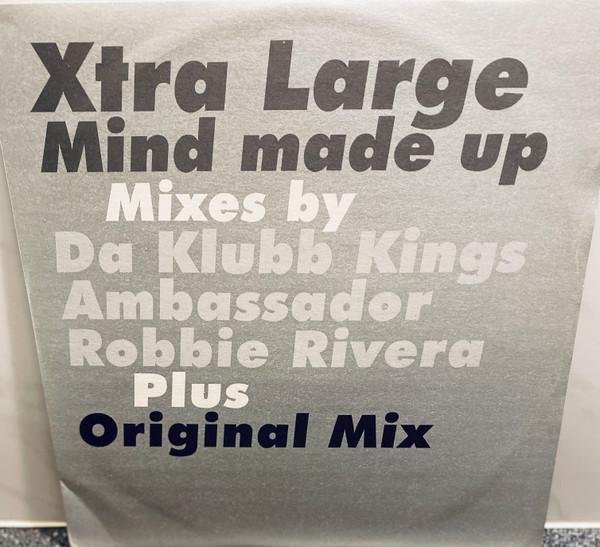 Xtra Large
Mind made up
Mixes by
Da Klubb Kings
Ambassador
Robbie Rivera
Plus
Original Mix